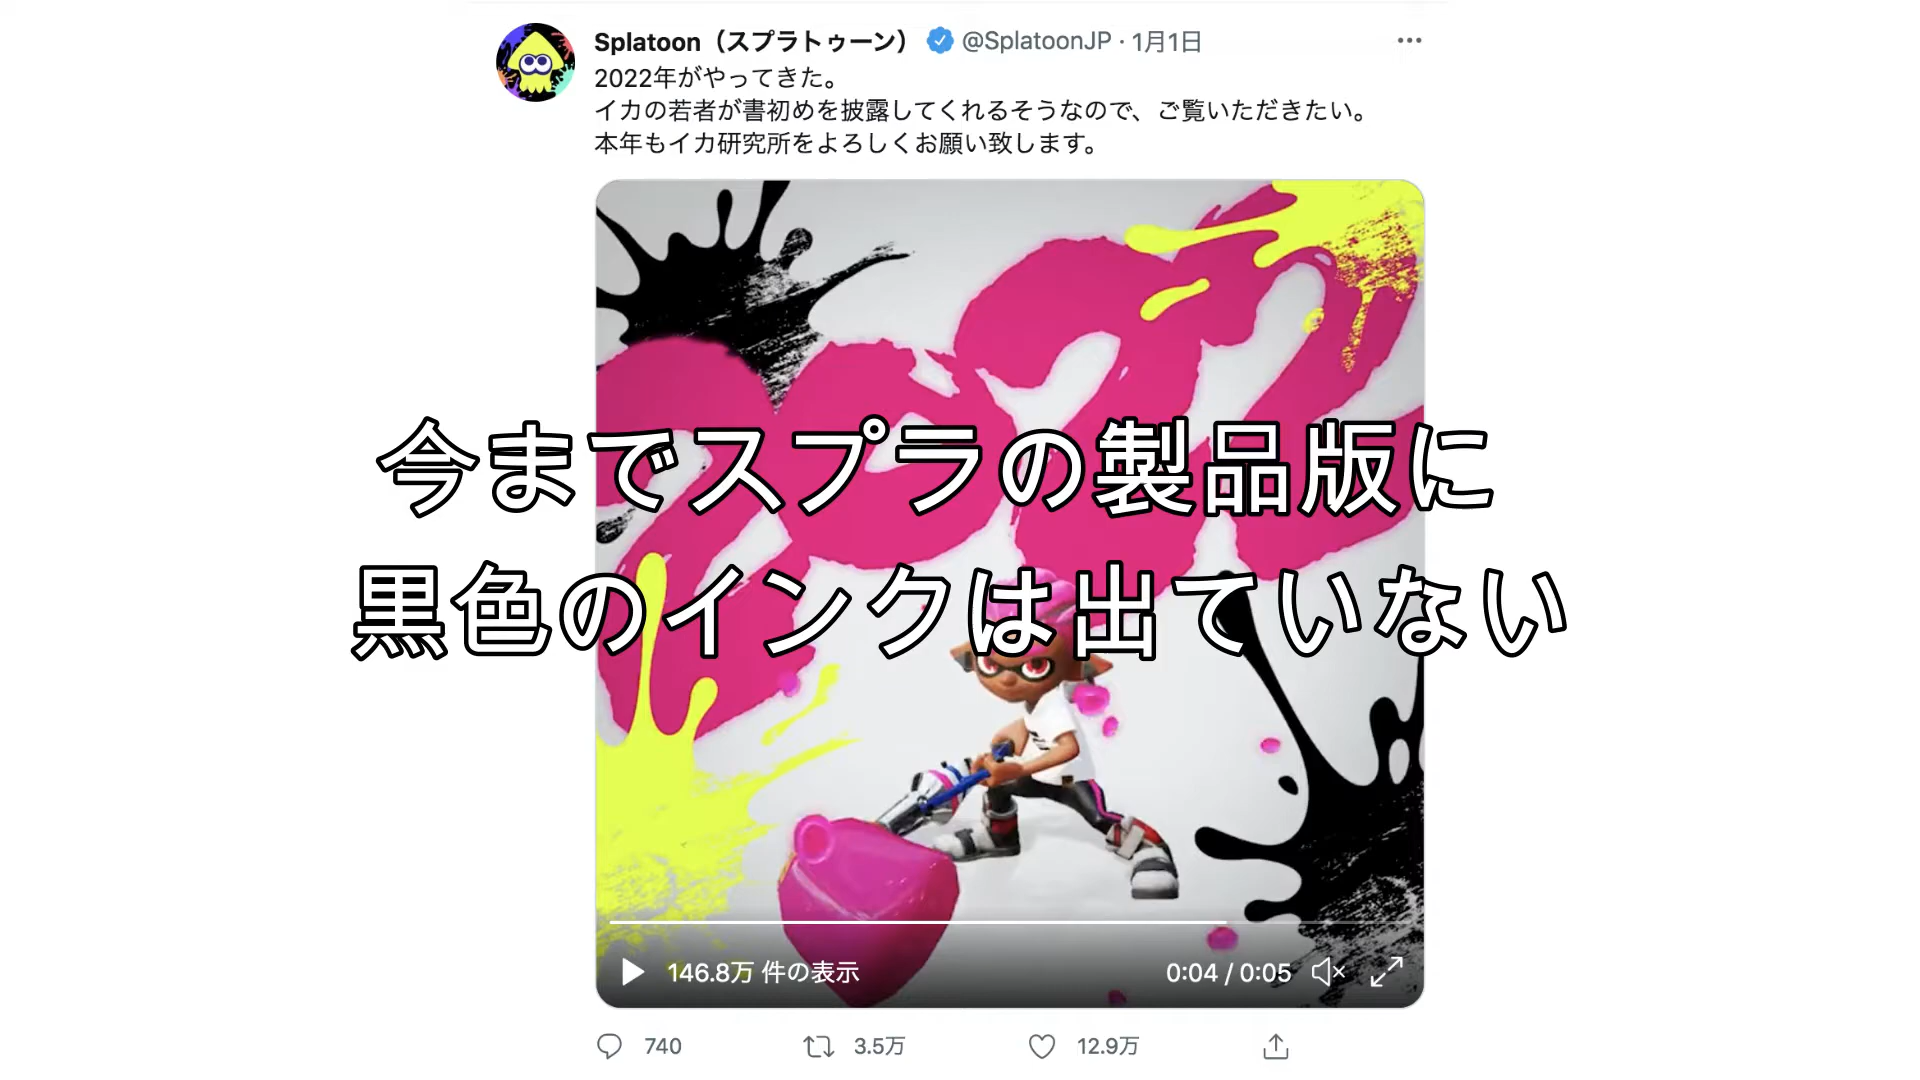 Splatoon（スプラトゥーン） @SplatoonJP · 1月1日
2022年がやってきた。
イカの若者が書初めを披露してくれるそうなので、ご覧いただきたい。
本年もイカ研究所をよろしくお願い致します。
2022
今までスプラの製品版に
黒色のインクは出ていない
146.8万 件の表示
0:04 / 0:05
740 3.5万 12.9万